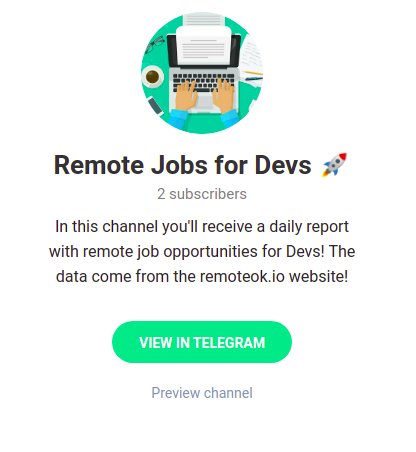 Remote Jobs for Devs 🚀
2 subscribers
In this channel you'll receive a daily report
with remote job opportunities for Devs! The
data come from the remoteok.io website!
VIEW IN TELEGRAM
Preview channel